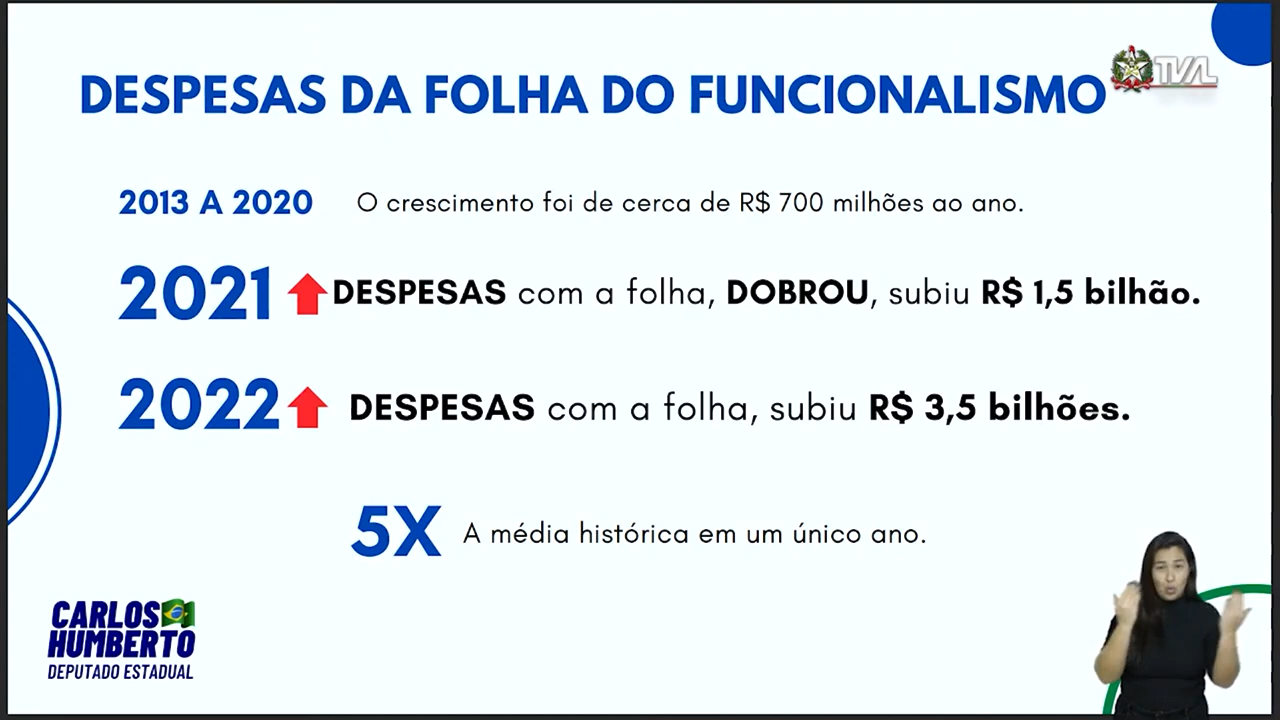 DESPESAS DA FOLHA DO FUNCIONALISMO
TVAL
2013 A 2020 O crescimento foi de cerca de R$ 700 milhões ao ano.
2021 DESPESAS com a folha, DOBROU, subiu R$ 1,5 bilhão.
2022 DESPESAS com a folha, subiu R$ 3,5 bilhões.
5X A média histórica em um único ano.
CARLOS
HUMBERTO
DEPUTADO ESTADUAL